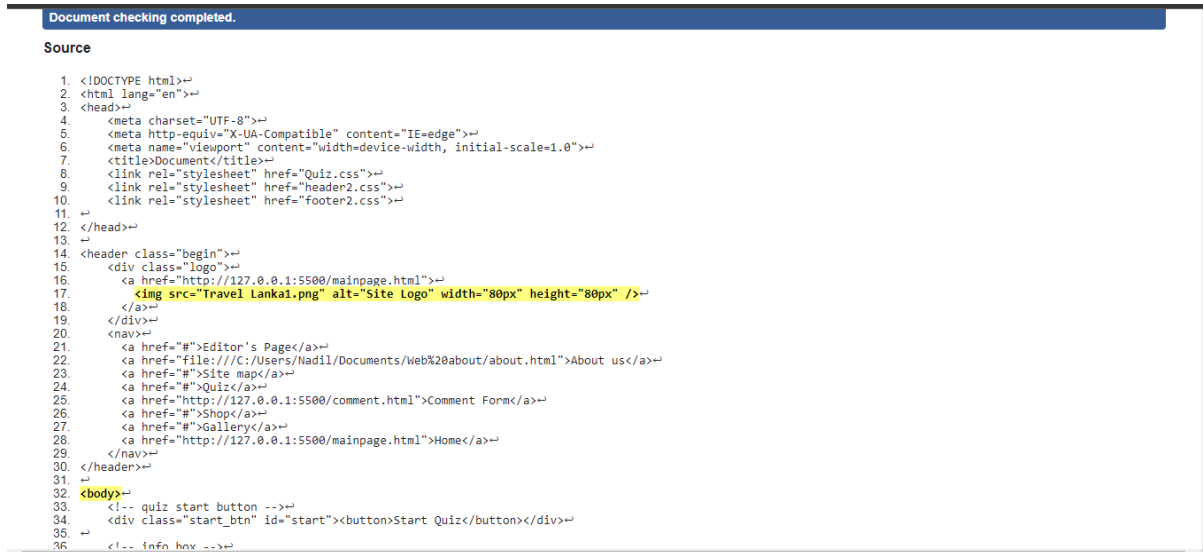 Document checking completed.
Source
1. <!DOCTYPE html>↩
2. <html lang="en">↩
3. <head>↩
4.     <meta charset="UTF-8">↩
5.     <meta http-equiv="X-UA-Compatible" content="IE=edge">↩
6.     <meta name="viewport" content="width=device-width, initial-scale=1.0">↩
7.     <title>Document</title>↩
8.     <link rel="stylesheet" href="Quiz.css">↩
9.     <link rel="stylesheet" href="header2.css">↩
10.     <link rel="stylesheet" href="footer2.css">↩
11. ↩
12. </head>↩
13. ↩
14. <header class="begin">↩
15.     <div class="logo">↩
16.       <a href="http://127.0.0.1:5500/mainpage.html">↩
17.         <img src="Travel Lanka1.png" alt="Site Logo" width="80px" height="80px" />↩
18.       </a>↩
19.     </div>↩
20.     <nav>↩
21.       <a href="#">Editor's Page</a>↩
22.       <a href="file:///C:/Users/Nadil/Documents/Web%20about/about.html">About us</a>↩
23.       <a href="#">Site map</a>↩
24.       <a href="#">Quiz</a>↩
25.       <a href="http://127.0.0.1:5500/comment.html">Comment Form</a>↩
26.       <a href="#">Shop</a>↩
27.       <a href="#">Gallery</a>↩
28.       <a href="http://127.0.0.1:5500/mainpage.html">Home</a>↩
29.     </nav>↩
30. </header>↩
31. ↩
32. <body>↩
33.     <!-- quiz start button -->↩
34.     <div class="start_btn" id="start"><button>Start Quiz</button></div>↩
35. ↩
36     <!-- info box -->↩